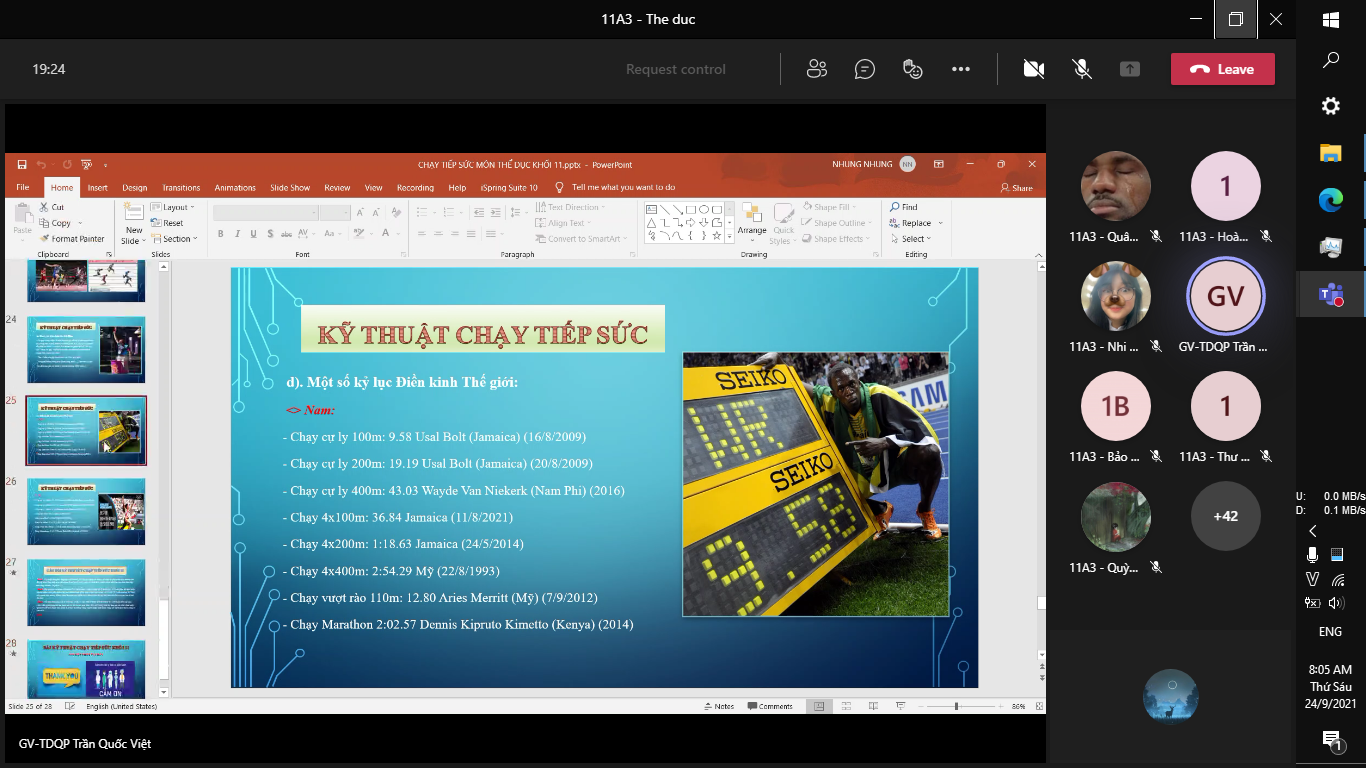 11A3 - The duc
19:24
Request control
Leave
CHẠY TIẾP SỨC MÔN THỂ DỤC KHỐI 11.pptx - PowerPoint
NHUNG NHUNG
NN
File Home Insert Design Transitions Animations Slide Show Review View Recording Help iSpring Suite 10 Tell me what you want to do
Share
Paste
Cut
Copy
Format Painter
Clipboard
New Slide
Layout
Reset
Section
Slides
Font
Text Direction
Align Text
Convert to SmartArt
Paragraph
Arrange
Quick Styles
Shape Fill
Shape Outline
Shape Effects
Drawing
Find
Replace
Select
Editing
24
25
26
27
28
THANK YOU
CẢM ƠN
KỸ THUẬT CHẠY TIẾP SỨC
d). Một số kỷ lục Điền kinh Thế giới:
<> Nam:
- Chạy cự ly 100m: 9.58 Usal Bolt (Jamaica) (16/8/2009)
- Chạy cự ly 200m: 19.19 Usal Bolt (Jamaica) (20/8/2009)
- Chạy cự ly 400m: 43.03 Wayde Van Niekerk (Nam Phi) (2016)
- Chạy 4x100m: 36.84 Jamaica (11/8/2021)
- Chạy 4x200m: 1:18.63 Jamaica (24/5/2014)
- Chạy 4x400m: 2:54.29 Mỹ (22/8/1993)
- Chạy vượt rào 110m: 12.80 Aries Merritt (Mỹ) (7/9/2012)
- Chạy Marathon 2:02.57 Dennis Kipruto Kimetto (Kenya) (2014)
SEIKO
WR
SEIKO
9 58
Slide 25 of 28
English (United States)
Notes
Comments
86%
GV-TDQP Trần Quốc Việt
11A3 - Quâ...
1
11A3 - Hoà...
11A3 - Nhi ...
GV
GV-TDQP Trần ...
1B
11A3 - Bảo ...
1
11A3 - Thư ...
11A3 - Quỳ...
+42
U: 0.0 MB/s
D: 0.1 MB/s
ENG
8:05 AM
Thứ Sáu
24/9/2021
1